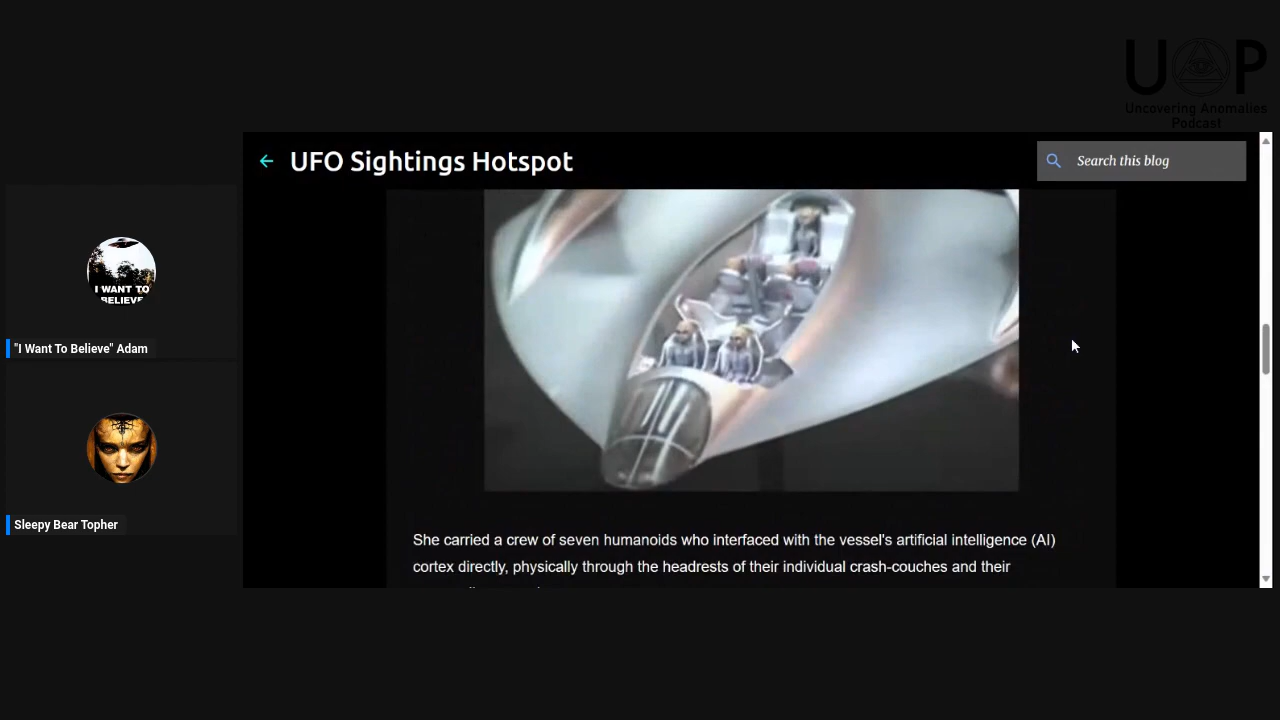 U P
Uncovering Anomalies
Podcast
UFO Sightings Hotspot
Search this blog
I WANT TO
BELIEVE
"I Want To Believe" Adam
Sleepy Bear Topher
She carried a crew of seven humanoids who interfaced with the vessel's artificial intelligence (AI)
cortex directly, physically through the headrests of their individual crash-couches and their